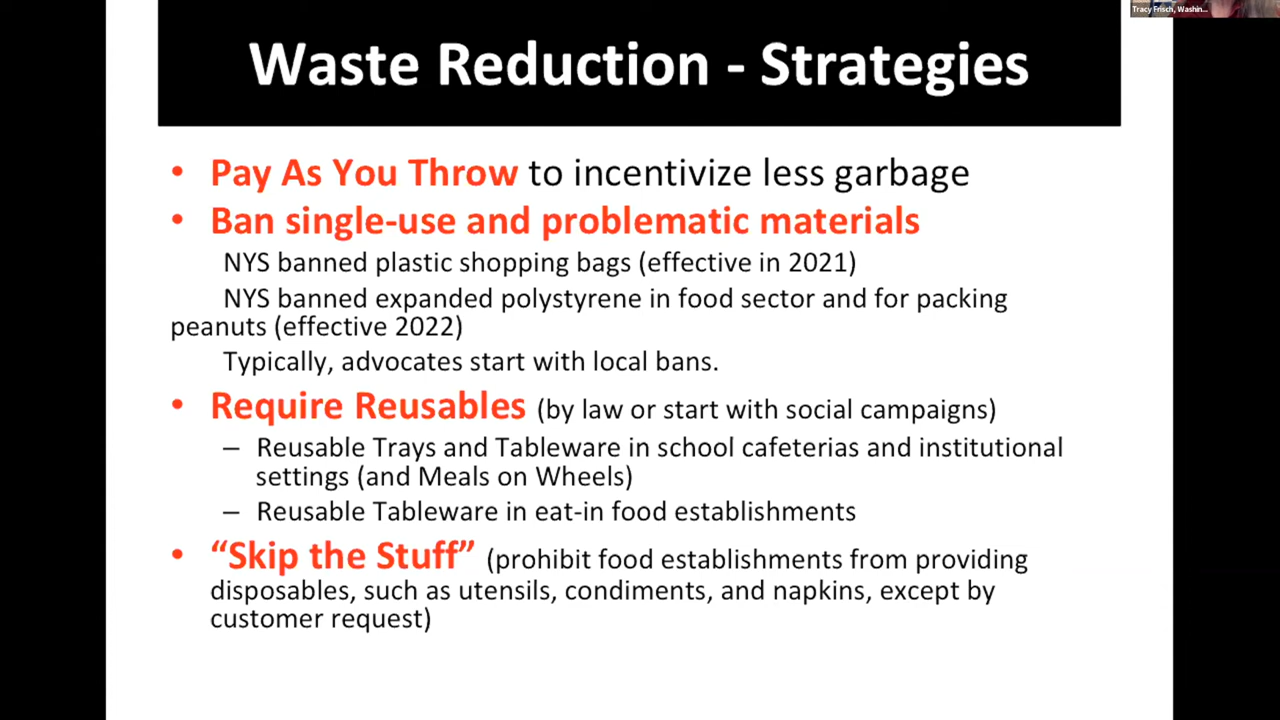 Tracy Frisch, Washin...
Waste Reduction - Strategies
• Pay As You Throw to incentivize less garbage
• Ban single-use and problematic materials
NYS banned plastic shopping bags (effective in 2021)
NYS banned expanded polystyrene in food sector and for packing
peanuts (effective 2022)
Typically, advocates start with local bans.
• Require Reusables (by law or start with social campaigns)
– Reusable Trays and Tableware in school cafeterias and institutional
settings (and Meals on Wheels)
– Reusable Tableware in eat-in food establishments
• “Skip the Stuff” (prohibit food establishments from providing
disposables, such as utensils, condiments, and napkins, except by
customer request)